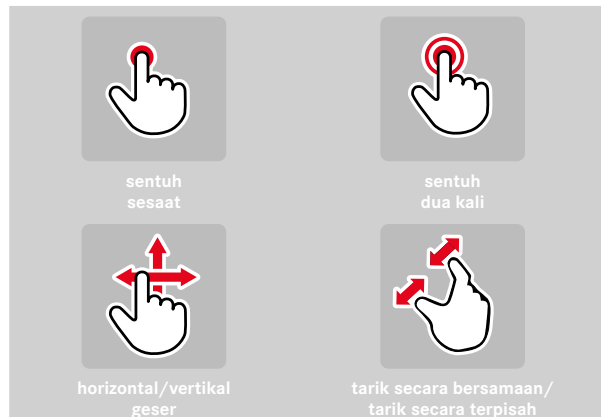 sentuh
sesaat
sentuh
dua kali
horizontal/vertikal
geser
tarik secara bersamaan/
tarik secara terpisah